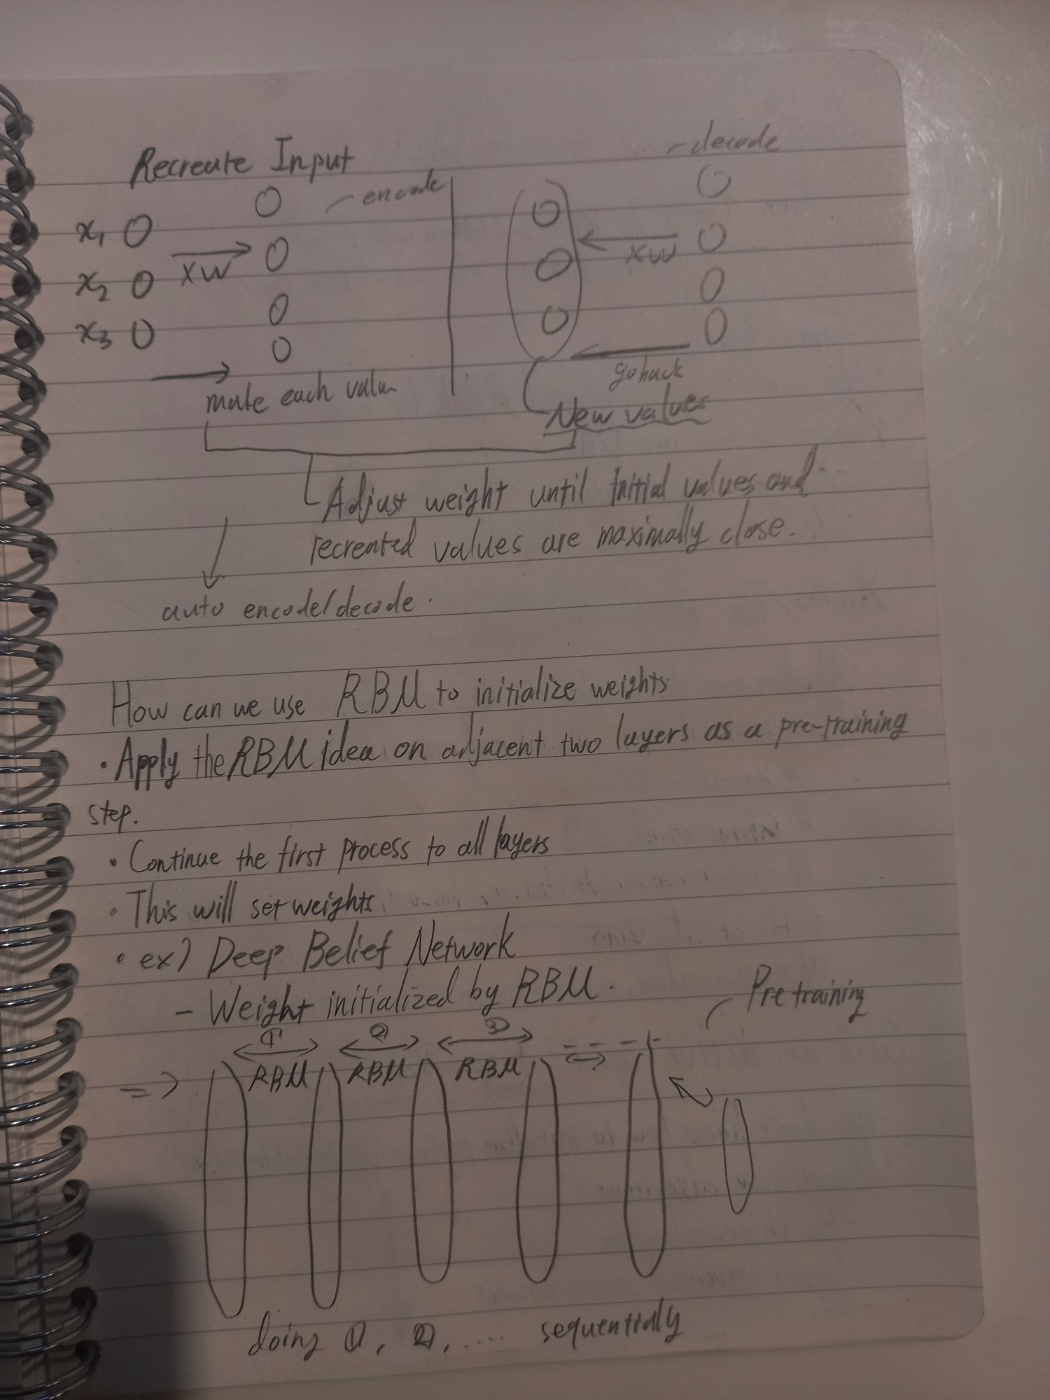 decode
Recreate Input
encode
x₁
x₂
x₃
XW
XW
make each value
go back
New values
Adjust weight until initial values and
recreated values are maximally close.
auto encode/decode.
How can we use RBM to initialize weights
· Apply the RBM idea on adjacent two layers as a pre-training
step.
· Continue the first process to all layers
· This will set weights
· ex) Deep Belief Network
- Weight initialized by RBM.
Pretraining
① ② ③
=> RBM RBM RBM
doing ①, ②, ..... sequentially